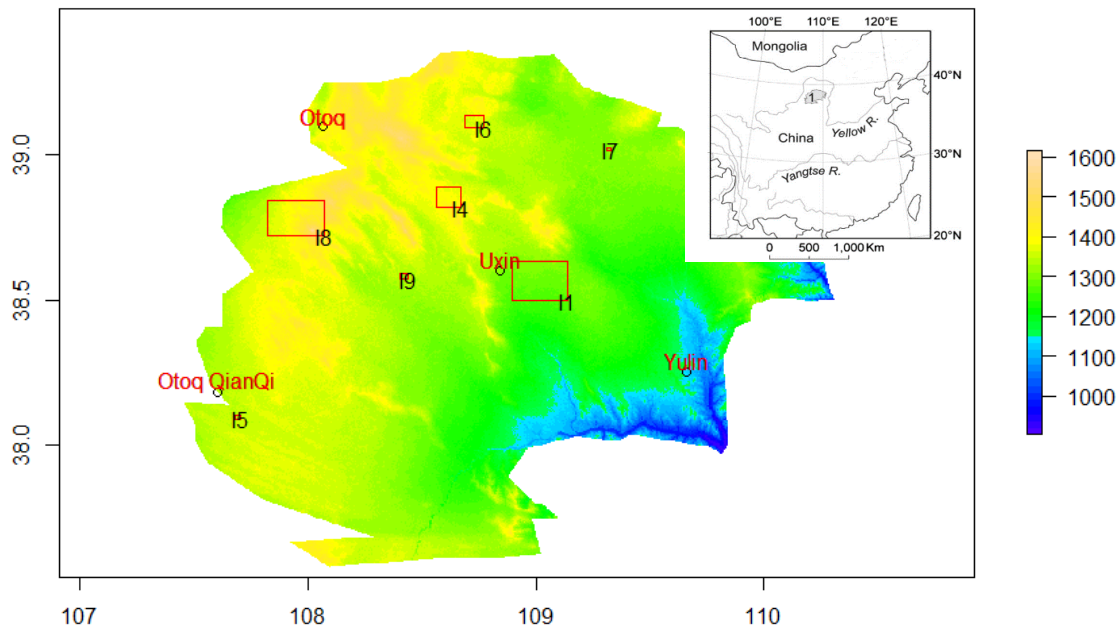 100°E 110°E 120°E
Mongolia
40°N
1
China
Yellow R.
30°N
Yangtse R.
20°N
0 500 1,000 Km
Otoq
I6
I7
39.0
I4
I8
Uxin
I9
I1
38.5
Yulin
Otoq QianQi
I5
38.0
107 108 109 110
1600
1500
1400
1300
1200
1100
1000